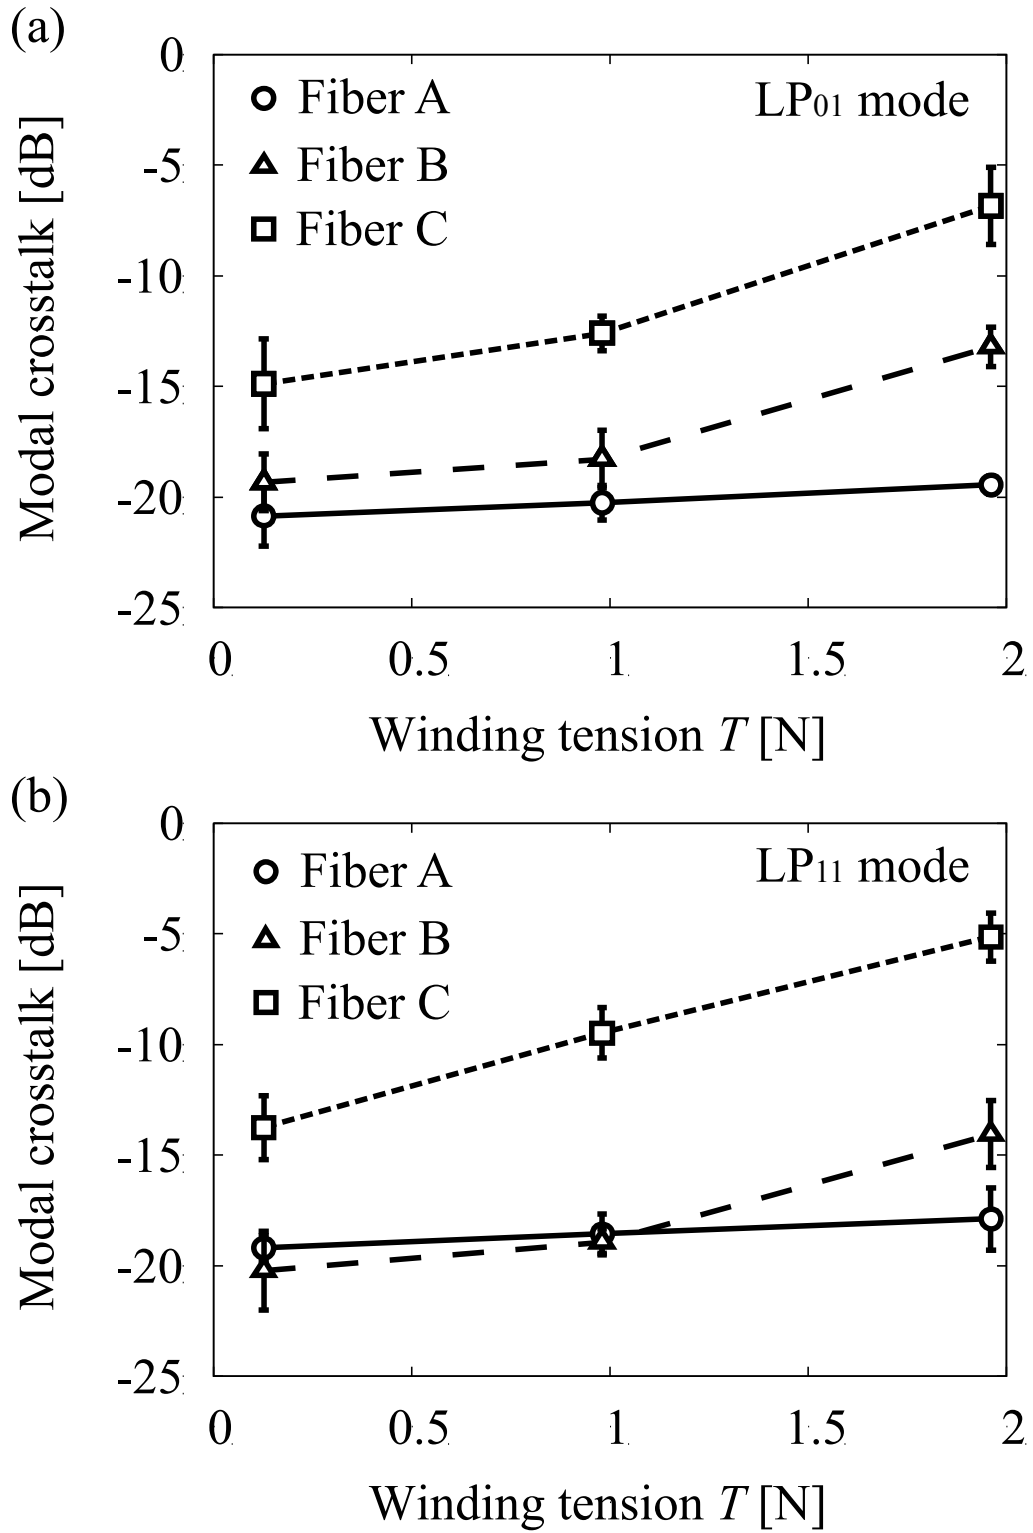 (a)
0
-5
-10
-15
-20
-25
Modal crosstalk [dB]
Fiber A
Fiber B
Fiber C
LP01 mode
0 0.5 1 1.5 2
Winding tension T [N]
(b)
0
-5
-10
-15
-20
-25
Modal crosstalk [dB]
Fiber A
Fiber B
Fiber C
LP11 mode
0 0.5 1 1.5 2
Winding tension T [N]